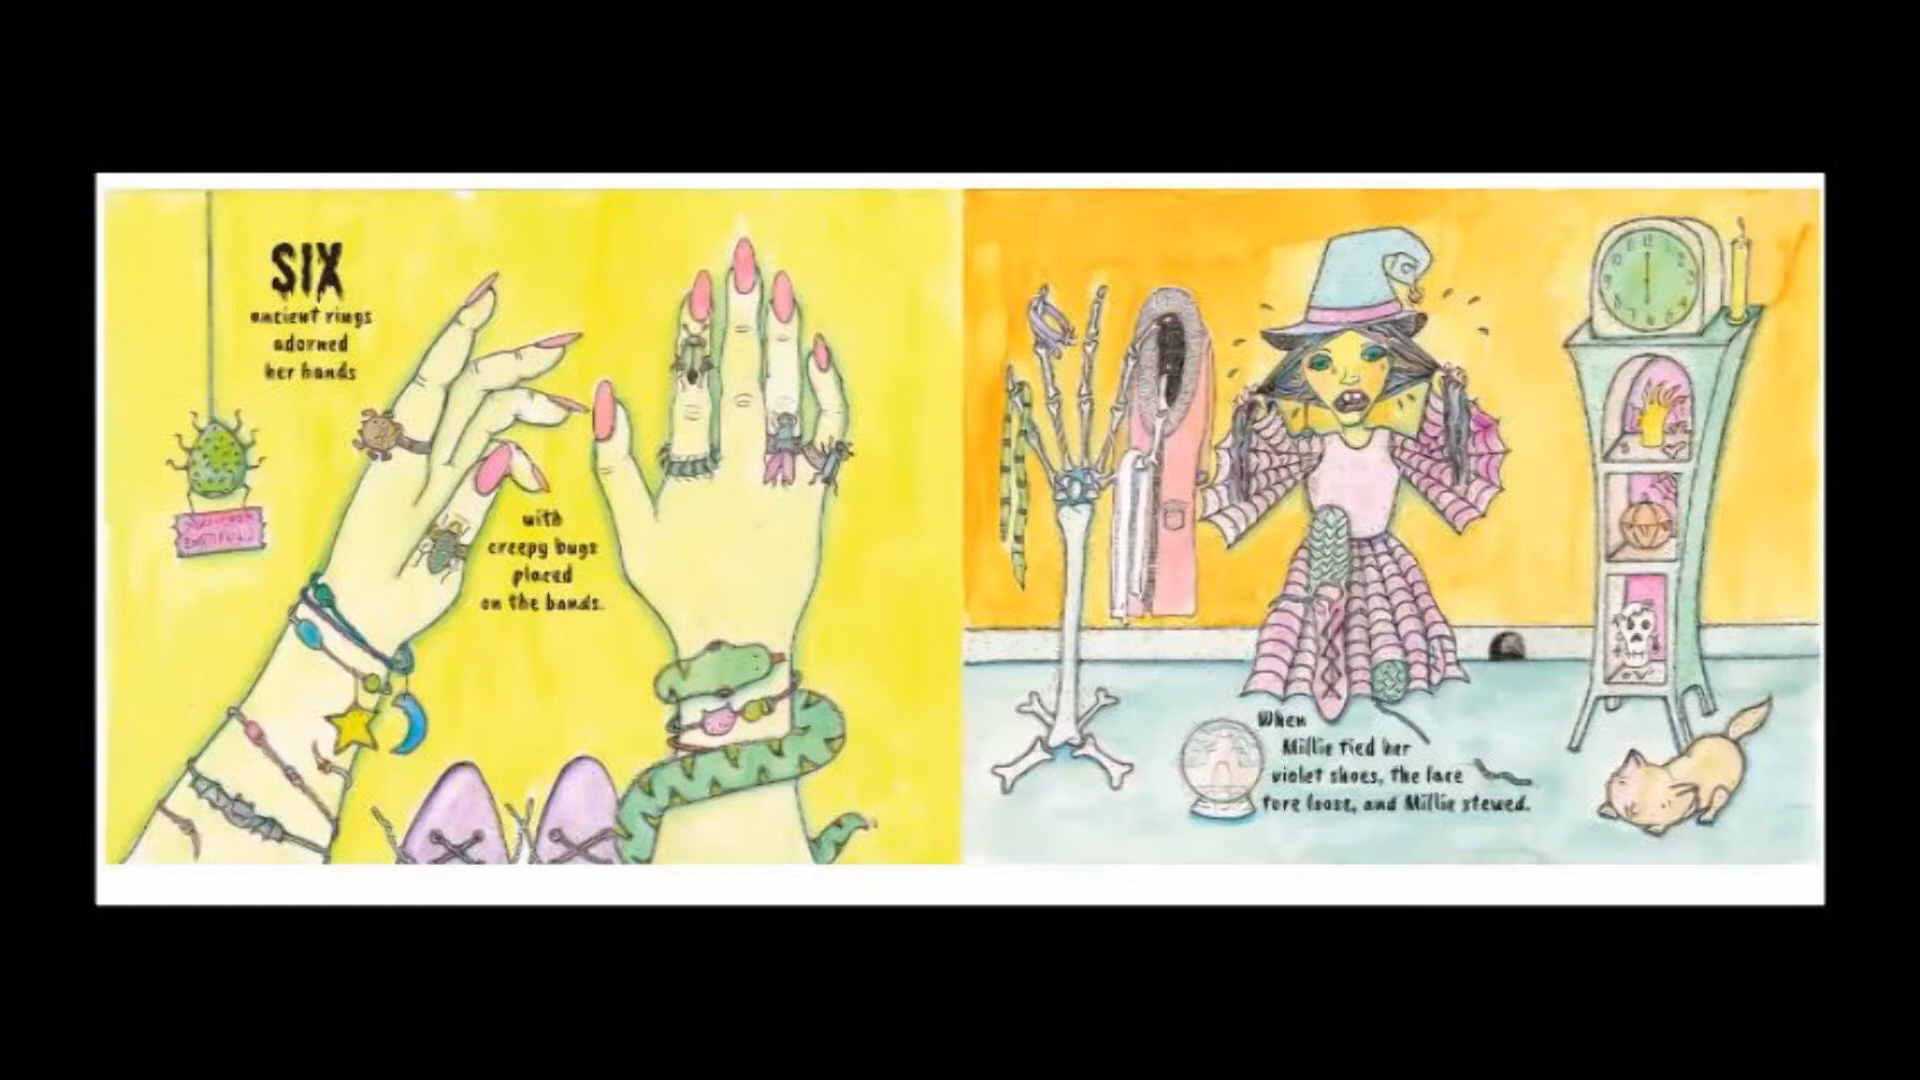 SIX
ancient rings
adorned
her hands
with
creepy bugs
placed
on the bands.
When
Millie tied her
violet shoes, the lace
tore loose, and Millie stewed.